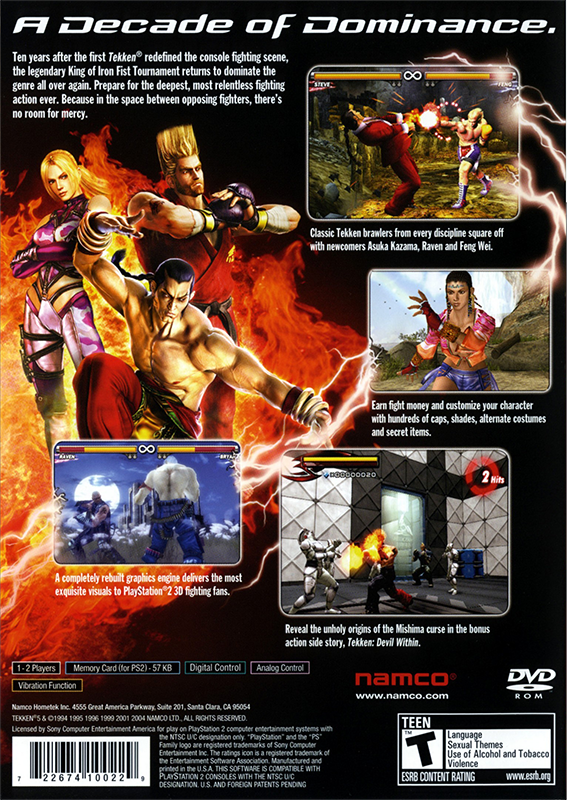 A Decade of Dominance.
Ten years after the first Tekken® redefined the console fighting scene,
the legendary King of Iron Fist Tournament returns to dominate the
genre all over again. Prepare for the deepest, most relentless fighting
action ever. Because in the space between opposing fighters, there's
no room for mercy.
STEVE
FENG
Classic Tekken brawlers from every discipline square off
with newcomers Asuka Kazama, Raven and Feng Wei.
Earn fight money and customize your character
with hundreds of caps, shades, alternate costumes
and secret items.
RAVEN
BRYAN
A completely rebuilt graphics engine delivers the most
exquisite visuals to PlayStation®2 3D fighting fans.
2 Hits
Reveal the unholy origins of the Mishima curse in the bonus
action side story, Tekken: Devil Within.
1 - 2 Players
Memory Card (for PS2) - 57 KB
Digital Control
Analog Control
Vibration Function
namco®
www.namco.com
DVD
ROM
Namco Hometek Inc. 4555 Great America Parkway, Suite 201, Santa Clara, CA 95054
TEKKEN®5 & ©1994 1995 1996 1999 2001 2004 NAMCO LTD., ALL RIGHTS RESERVED.
Licensed by Sony Computer Entertainment America for play on PlayStation 2 computer entertainment systems with
the NTSC U/C designation only. "PlayStation" and the "PS"
Family logo are registered trademarks of Sony Computer
Entertainment Inc. The ratings icon is a registered trademark of
the Entertainment Software Association. Manufactured and
printed in the U.S.A. THIS SOFTWARE IS COMPATIBLE WITH
PLAYSTATION 2 CONSOLES WITH THE NTSC U/C
DESIGNATION. U.S. AND FOREIGN PATENTS PENDING
7 22674 10022 9
TEEN
T
Language
Sexual Themes
Use of Alcohol and Tobacco
Violence
ESRB CONTENT RATING
www.esrb.org